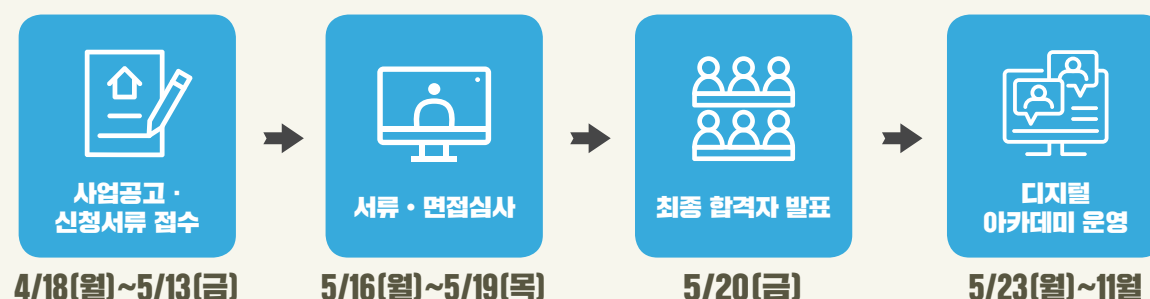 사업공고 ·
신청서류 접수
서류 · 면접심사
최종 합격자 발표
디지털
아카데미 운영
4/18(월)~5/13(금)
5/16(월)~5/19(목)
5/20(금)
5/23(월)~11월